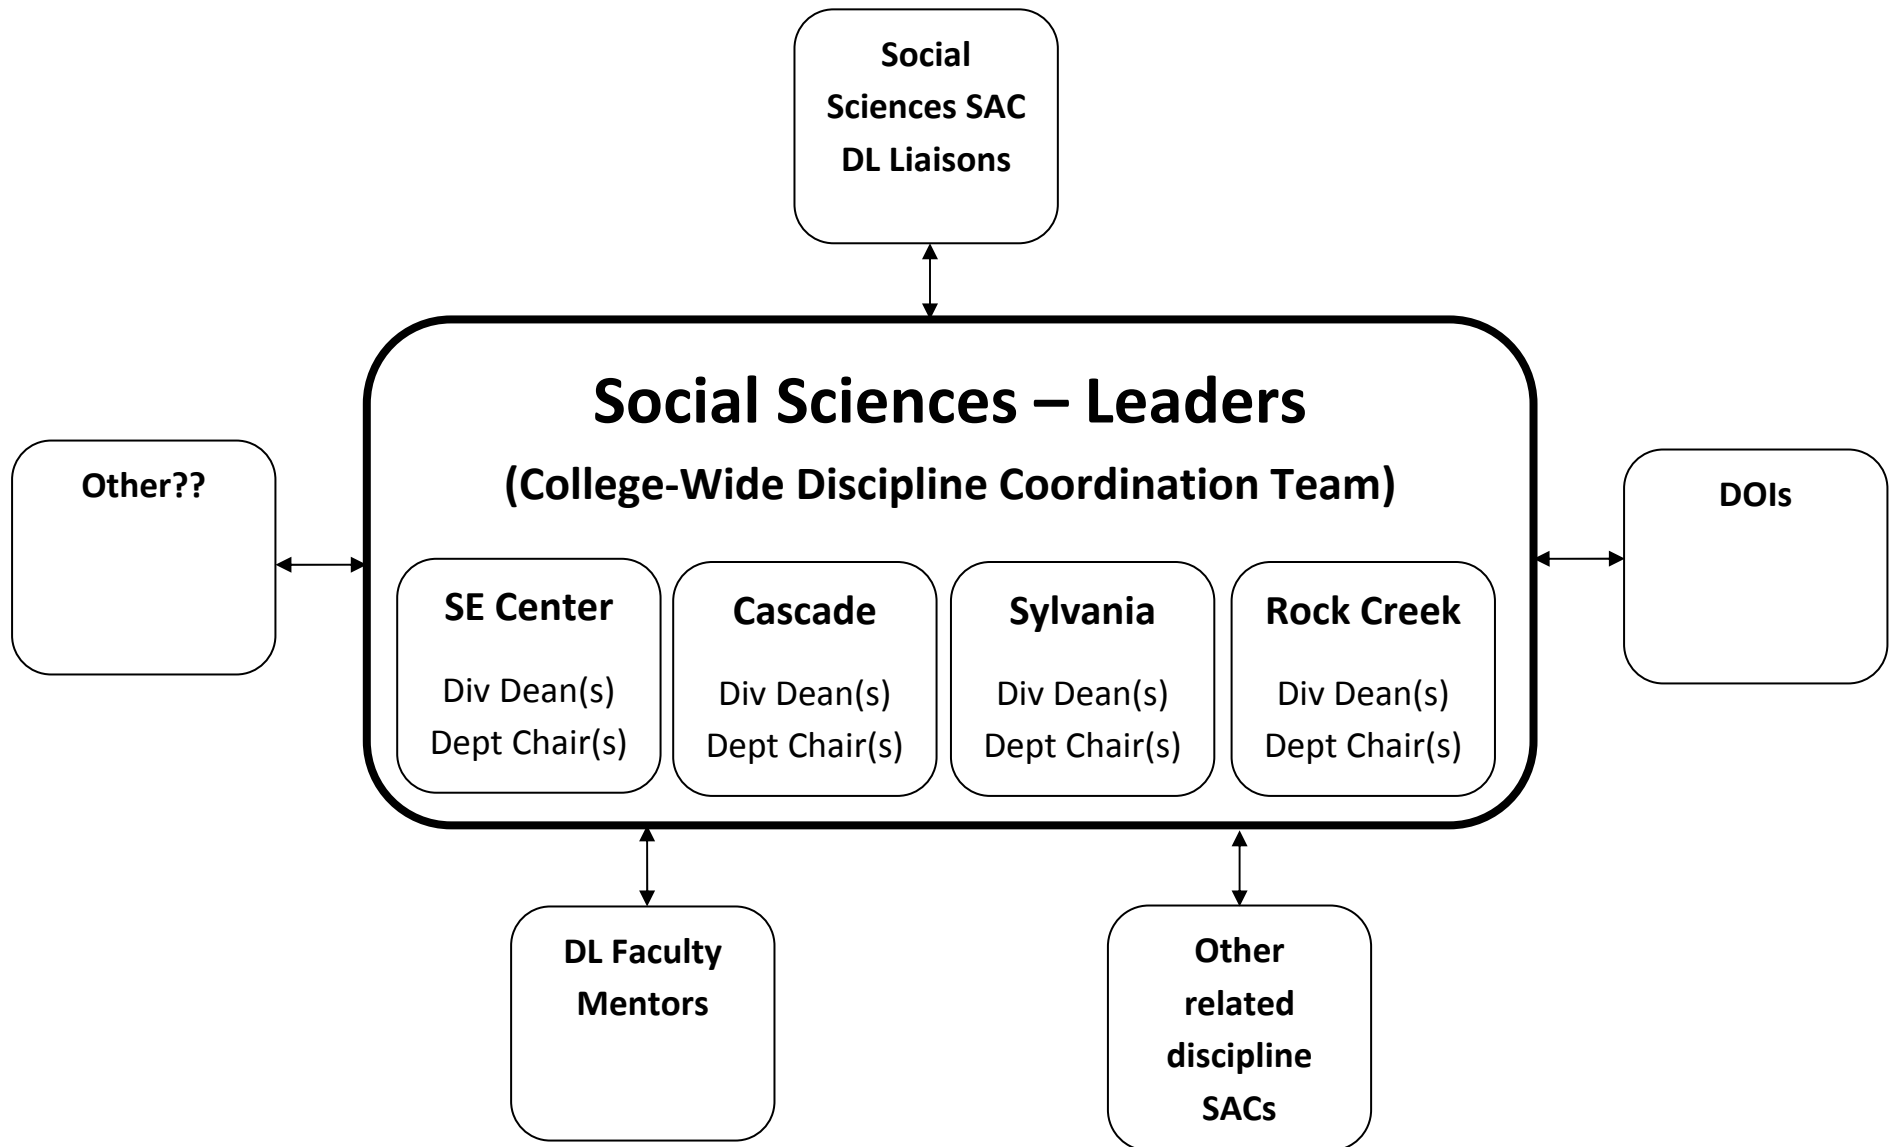 Social
Sciences SAC
DL Liaisons
Social Sciences – Leaders
(College-Wide Discipline Coordination Team)
Other??
DOIs
SE Center
Div Dean(s)
Dept Chair(s)
Cascade
Div Dean(s)
Dept Chair(s)
Sylvania
Div Dean(s)
Dept Chair(s)
Rock Creek
Div Dean(s)
Dept Chair(s)
DL Faculty
Mentors
Other
related
discipline
SACs